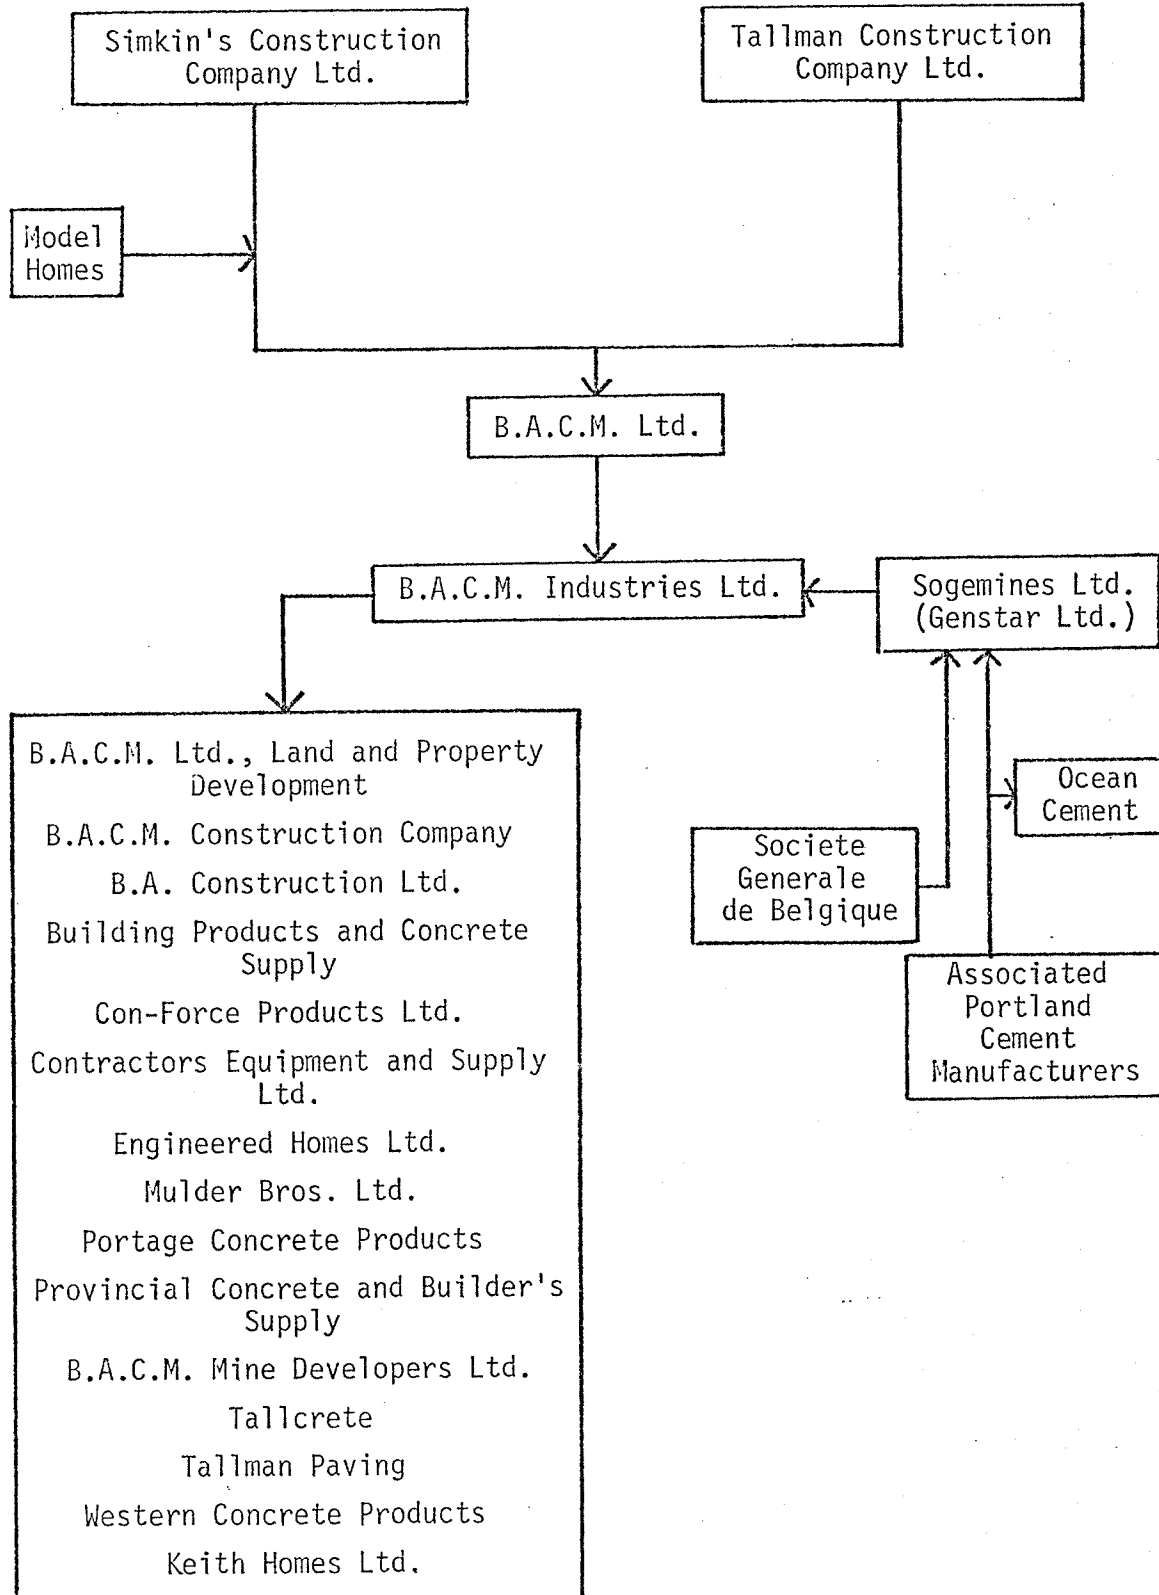 Simkin's Construction
Company Ltd.
Tallman Construction
Company Ltd.
Model
Homes
B.A.C.M. Ltd.
B.A.C.M. Industries Ltd.
Sogemines Ltd.
(Genstar Ltd.)
B.A.C.M. Ltd., Land and Property
Development
B.A.C.M. Construction Company
B.A. Construction Ltd.
Building Products and Concrete
Supply
Con-Force Products Ltd.
Contractors Equipment and Supply
Ltd.
Engineered Homes Ltd.
Mulder Bros. Ltd.
Portage Concrete Products
Provincial Concrete and Builder's
Supply
B.A.C.M. Mine Developers Ltd.
Tallcrete
Tallman Paving
Western Concrete Products
Keith Homes Ltd.
Ocean
Cement
Societe
Generale
de Belgique
Associated
Portland
Cement
Manufacturers